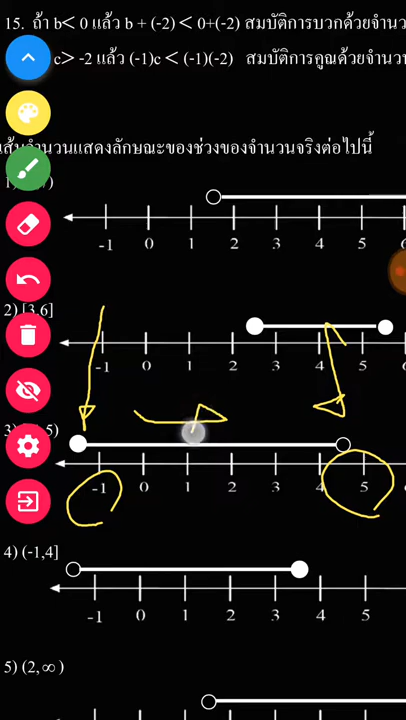 15. ถ้า b< 0 แล้ว b + (-2) < 0+(-2) สมบัติการบวกด้วยจำนว
c> -2 แล้ว (-1)c < (-1)(-2) สมบัติการคูณด้วยจำนว
เส้นจำนวนแสดงลักษณะของช่วงของจำนวนจริงต่อไปนี้
-1 0 1 2 3 4 5 6
2) [3,6]
-1 0 1 2 3 4 5 6
3) 5)
-1 0 1 2 3 4 5
4) (-1,4]
-1 0 1 2 3 4 5
5) (2,∞)